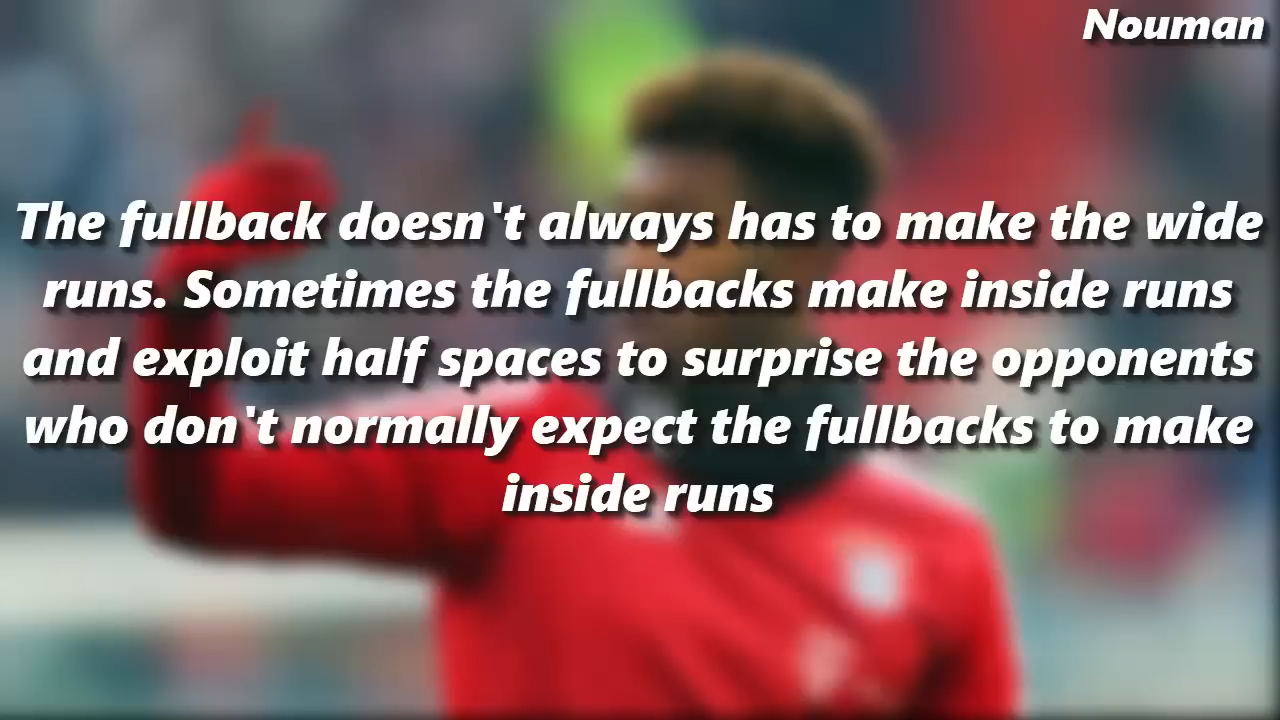 Nouman
The fullback doesn't always has to make the wide
runs. Sometimes the fullbacks make inside runs
and exploit half spaces to surprise the opponents
who don't normally expect the fullbacks to make
inside runs